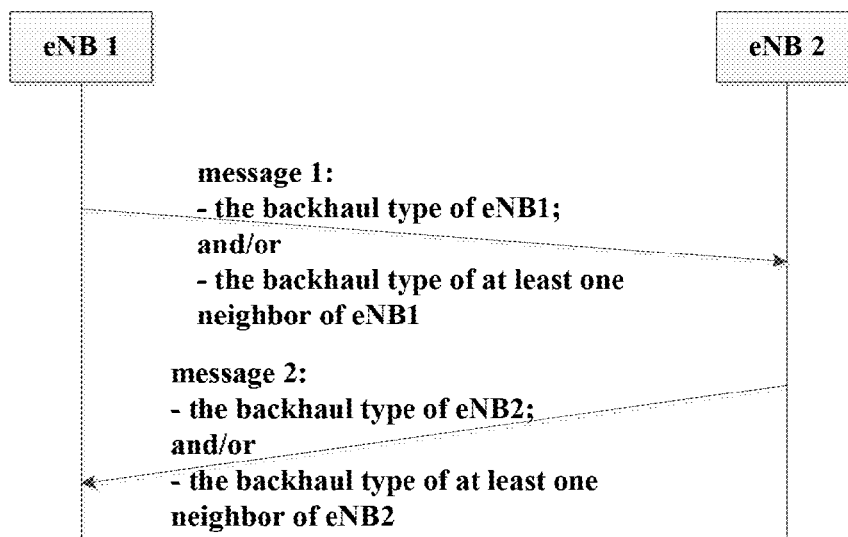 eNB 1
eNB 2
message 1:
- the backhaul type of eNB1;
and/or
- the backhaul type of at least one
neighbor of eNB1
message 2:
- the backhaul type of eNB2;
and/or
- the backhaul type of at least one
neighbor of eNB2